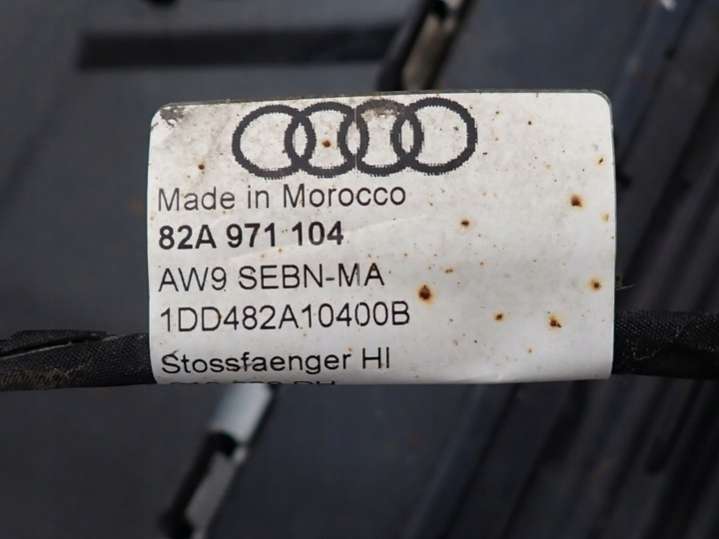 Made in Morocco
82A 971 104
AW9 SEBN-MA
1DD482A10400B
Stossfaenger HI